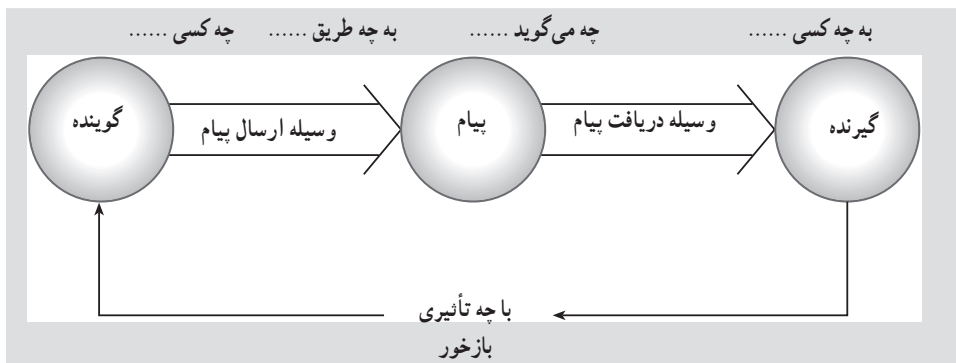 چه کسی ...... به چه طریق ...... چه می‌گوید ...... به چه کسی ......
گوینده وسیله ارسال پیام پیام وسیله دریافت پیام گیرنده
با چه تأثیری
بازخور